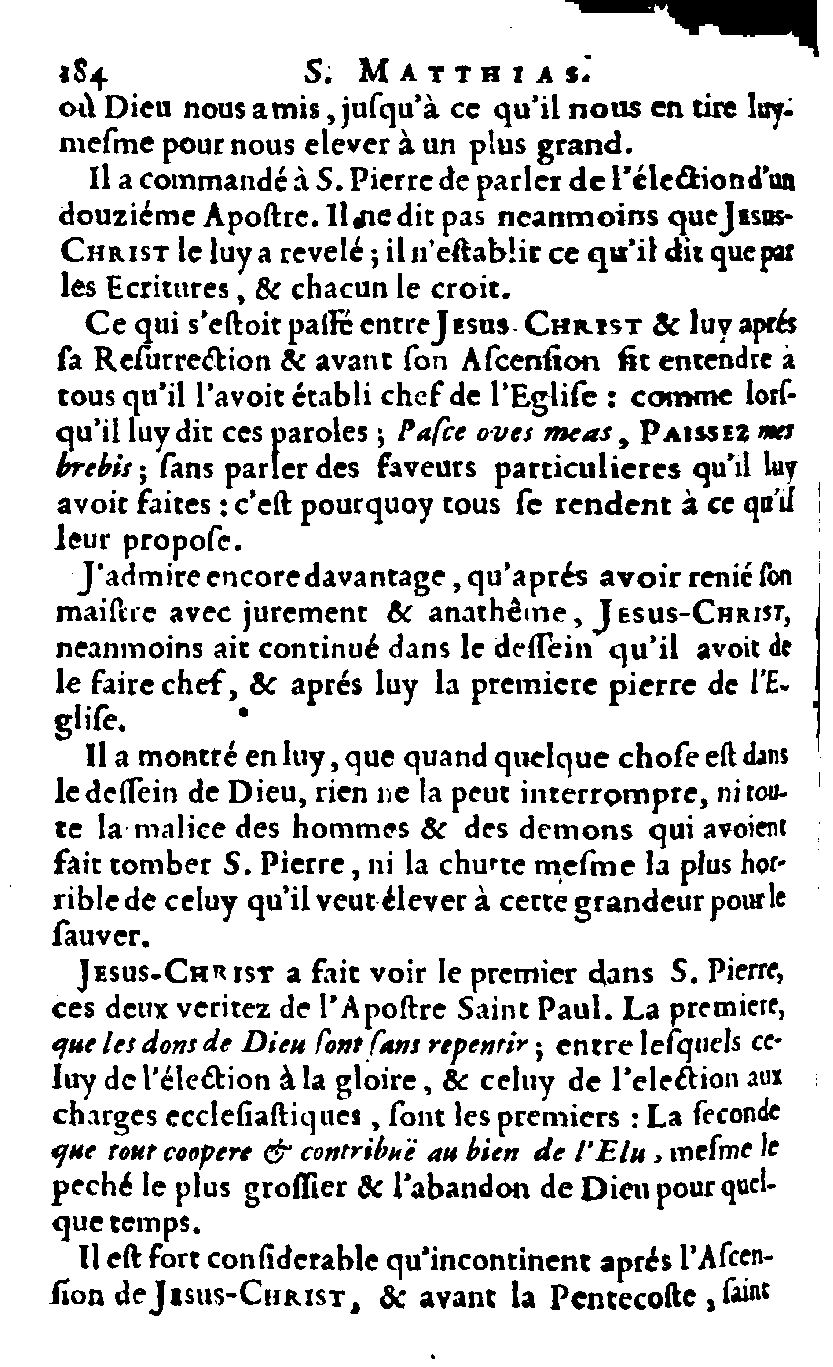 184 S. MATTHIAS.
où Dieu nous a mis, juſqu'à ce qu'il nous en tire luy-
meſme pour nous elever à un plus grand.
Il a commandé à S. Pierre de parler de l'élection d'un
douziéme Apoſtre. Il ne dit pas neanmoins que JESUS-
CHRIST le luy a revelé ; il n'eſtablit ce qu'il dit que par
les Ecritures, & chacun le croit.
Ce qui s'eſtoit paſſé entre JESUS-CHRIST & luy aprés
ſa Reſurrection & avant ſon Aſcenſion fit entendre à
tous qu'il l'avoit établi chef de l'Egliſe : comme lorſ-
qu'il luy dit ces paroles ; Paſce oves meas, PAISSEZ mes
brebis ; ſans parler des faveurs particulieres qu'il luy
avoit faites : c'eſt pourquoy tous ſe rendent à ce qu'il
leur propoſe.
J'admire encore davantage, qu'aprés avoir renié ſon
maiſtre avec jurement & anathême, JESUS-CHRIST,
neanmoins ait continué dans le deſſein qu'il avoit de
le faire chef, & aprés luy la premiere pierre de l'E-
gliſe.
Il a montré en luy, que quand quelque choſe eſt dans
le deſſein de Dieu, rien ne la peut interrompre, ni tou-
te la malice des hommes & des demons qui avoient
fait tomber S. Pierre, ni la chute meſme la plus hor-
rible de celuy qu'il veut élever à cette grandeur pour le
ſauver.
JESUS-CHRIST a fait voir le premier dans S. Pierre,
ces deux veritez de l'Apoſtre Saint Paul. La premiere,
que les dons de Dieu ſont ſans repentir ; entre leſquels ce-
luy de l'élection à la gloire, & celuy de l'election aux
charges eccleſiaſtiques, ſont les premiers : La ſeconde
que tout coopere & contribuë au bien de l'Elu, meſme le
peché le plus groſſier & l'abandon de Dieu pour quel-
que temps.
Il eſt fort conſiderable qu'incontinent aprés l'Aſcen-
ſion de JESUS-CHRIST, & avant la Pentecoſte, ſaint